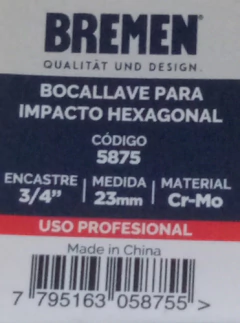 BREMEN
QUALITÄT UND DESIGN.
BOCALLAVE PARA
IMPACTO HEXAGONAL
CÓDIGO
5875
ENCASTRE | MEDIDA | MATERIAL
3/4” | 23mm | Cr-Mo
USO PROFESIONAL
Made in China
7 795163 058755 >